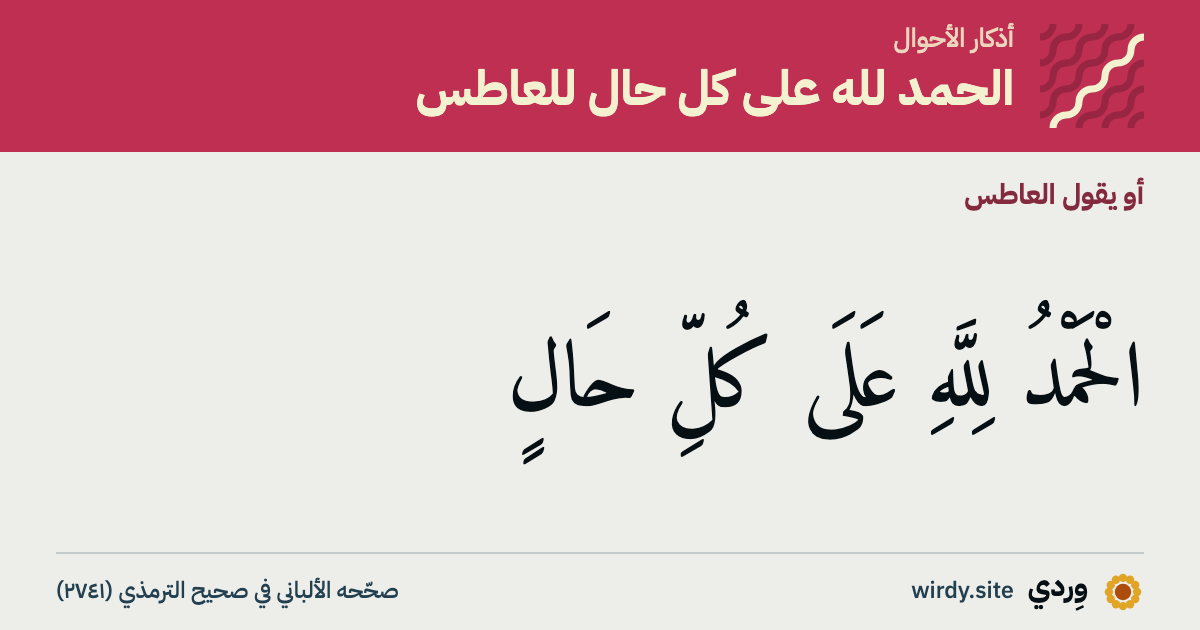 أذكار الأحوال
الحمد لله على كل حال للعاطس
أو يقول العاطس
الْحَمْدُ لِلَّهِ عَلَى كُلِّ حَالٍ
وِردي wirdy.site
صحّحه الألباني في صحيح الترمذي (٢٧٤١)